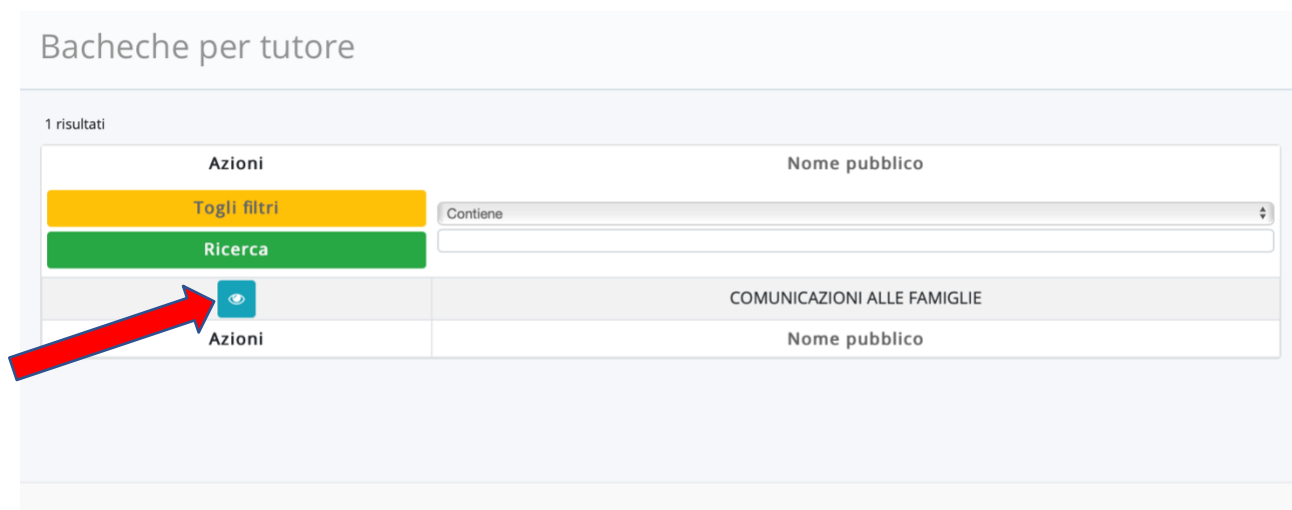 Bacheche per tutore
1 risultati
Azioni Nome pubblico
Togli filtri
Contiene
Ricerca
COMUNICAZIONI ALLE FAMIGLIE
Azioni Nome pubblico